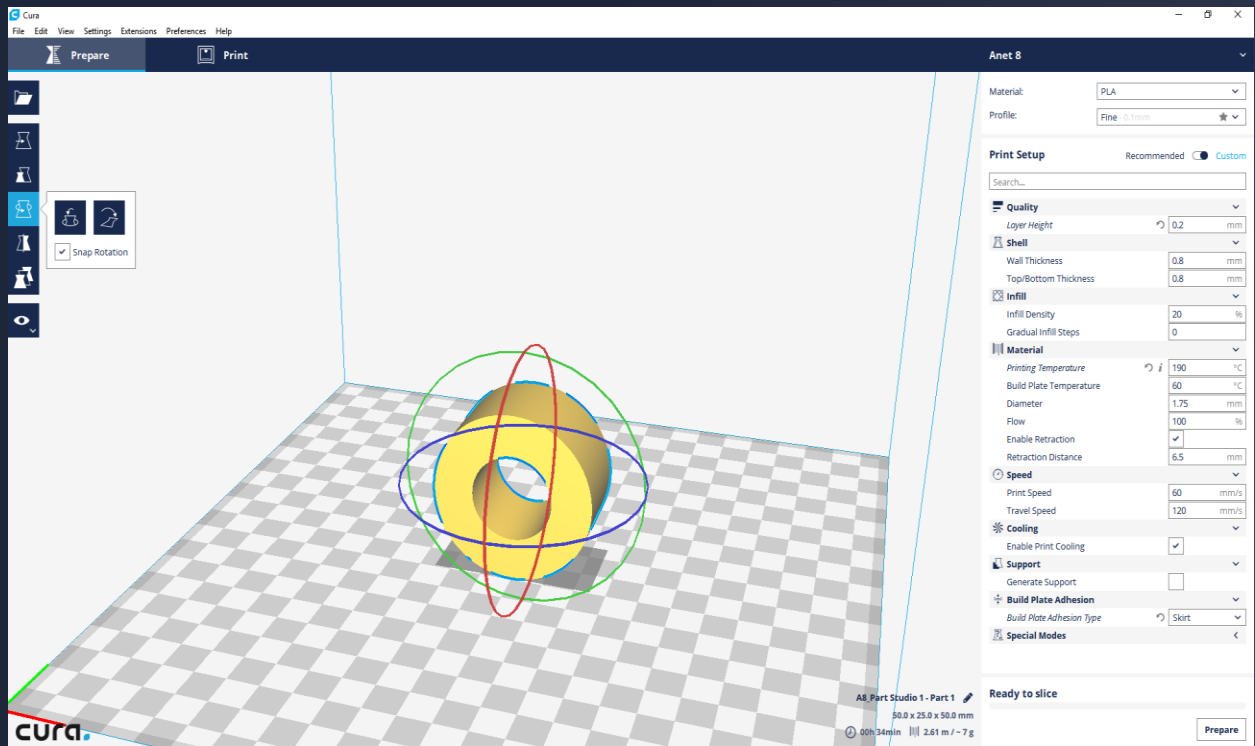 Cura
File Edit View Settings Extensions Preferences Help
Prepare Print Anet 8
Material: PLA
Profile: Fine - 0.1mm
Print Setup Recommended Custom
Search...
Quality
Layer Height 0.2 mm
Shell
Wall Thickness 0.8 mm
Top/Bottom Thickness 0.8 mm
Infill
Infill Density 20 %
Gradual Infill Steps 0
Material
Printing Temperature i 190 °C
Build Plate Temperature 60 °C
Diameter 1.75 mm
Flow 100 %
Enable Retraction
Retraction Distance 6.5 mm
Speed
Print Speed 60 mm/s
Travel Speed 120 mm/s
Cooling
Enable Print Cooling
Support
Generate Support
Build Plate Adhesion
Build Plate Adhesion Type Skirt
Special Modes
Snap Rotation
A8_Part Studio 1 - Part 1
50.0 x 25.0 x 50.0 mm
00h 34min 2.61 m / ~ 7 g
Ready to slice
Prepare
cura.